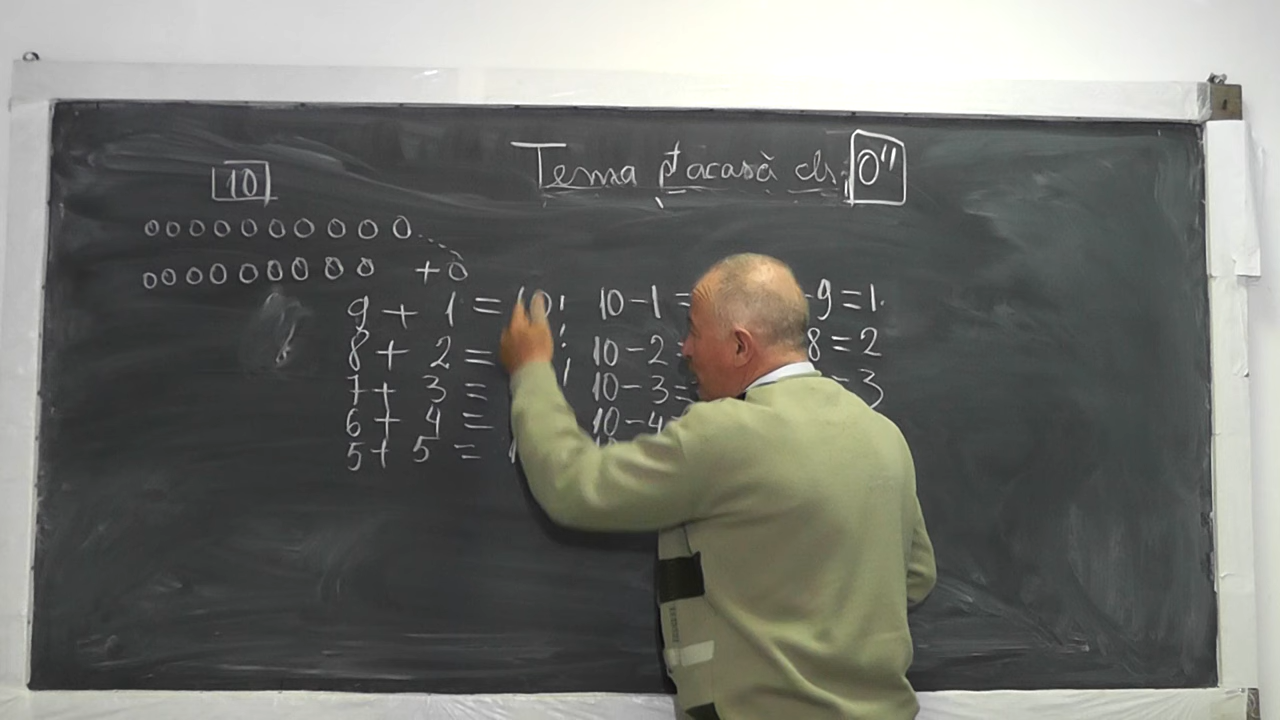 Tema acasă cls. 0"
10
0 0 0 0 0 0 0 0 0 0
0 0 0 0 0 0 0 0 0 + 0
9 + 1 = 10; 10-1= -9=1.
8 + 2 = ; 10-2= 8=2
7+ 3 = ; 10-3= =3
6+ 4 = 10-4=
5+ 5 = 1